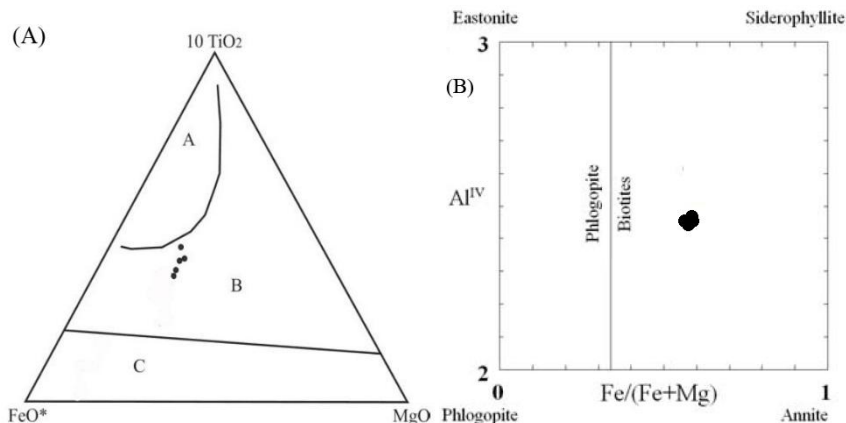 (A)
10 TiO₂
A
B
C
FeO*
MgO
Eastonite
Siderophyllite
3
(B)
Al^IV
Phlogopite
Biotites
2
0
Fe/(Fe+Mg)
1
Phlogopite
Annite